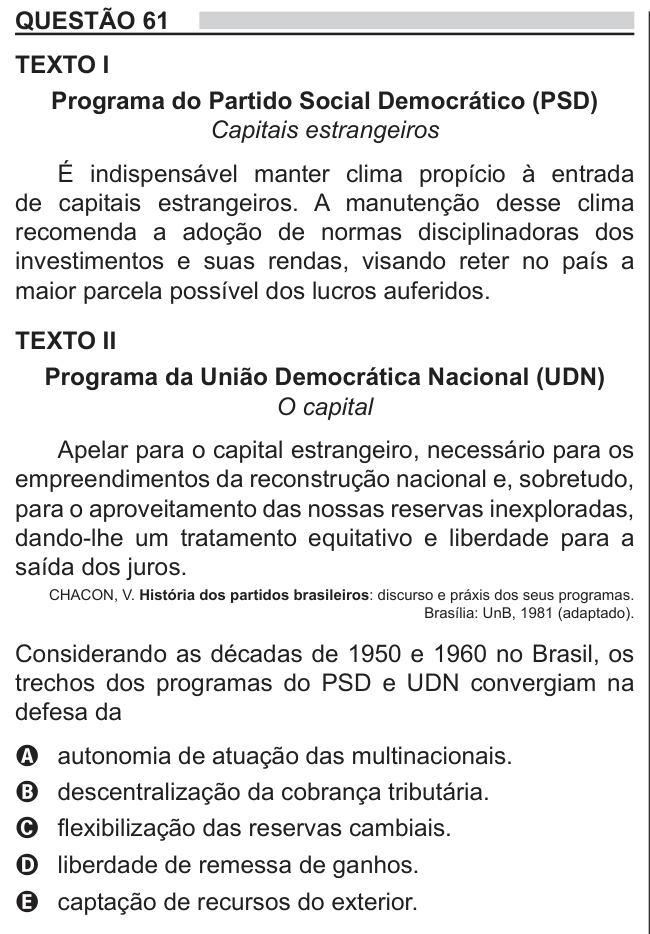 QUESTÃO 61
TEXTO I
Programa do Partido Social Democrático (PSD)
Capitais estrangeiros
É indispensável manter clima propício à entrada
de capitais estrangeiros. A manutenção desse clima
recomenda a adoção de normas disciplinadoras dos
investimentos e suas rendas, visando reter no país a
maior parcela possível dos lucros auferidos.
TEXTO II
Programa da União Democrática Nacional (UDN)
O capital
Apelar para o capital estrangeiro, necessário para os
empreendimentos da reconstrução nacional e, sobretudo,
para o aproveitamento das nossas reservas inexploradas,
dando-lhe um tratamento equitativo e liberdade para a
saída dos juros.
CHACON, V. História dos partidos brasileiros: discurso e práxis dos seus programas.
Brasília: UnB, 1981 (adaptado).
Considerando as décadas de 1950 e 1960 no Brasil, os
trechos dos programas do PSD e UDN convergiam na
defesa da
A autonomia de atuação das multinacionais.
B descentralização da cobrança tributária.
C flexibilização das reservas cambiais.
D liberdade de remessa de ganhos.
E captação de recursos do exterior.